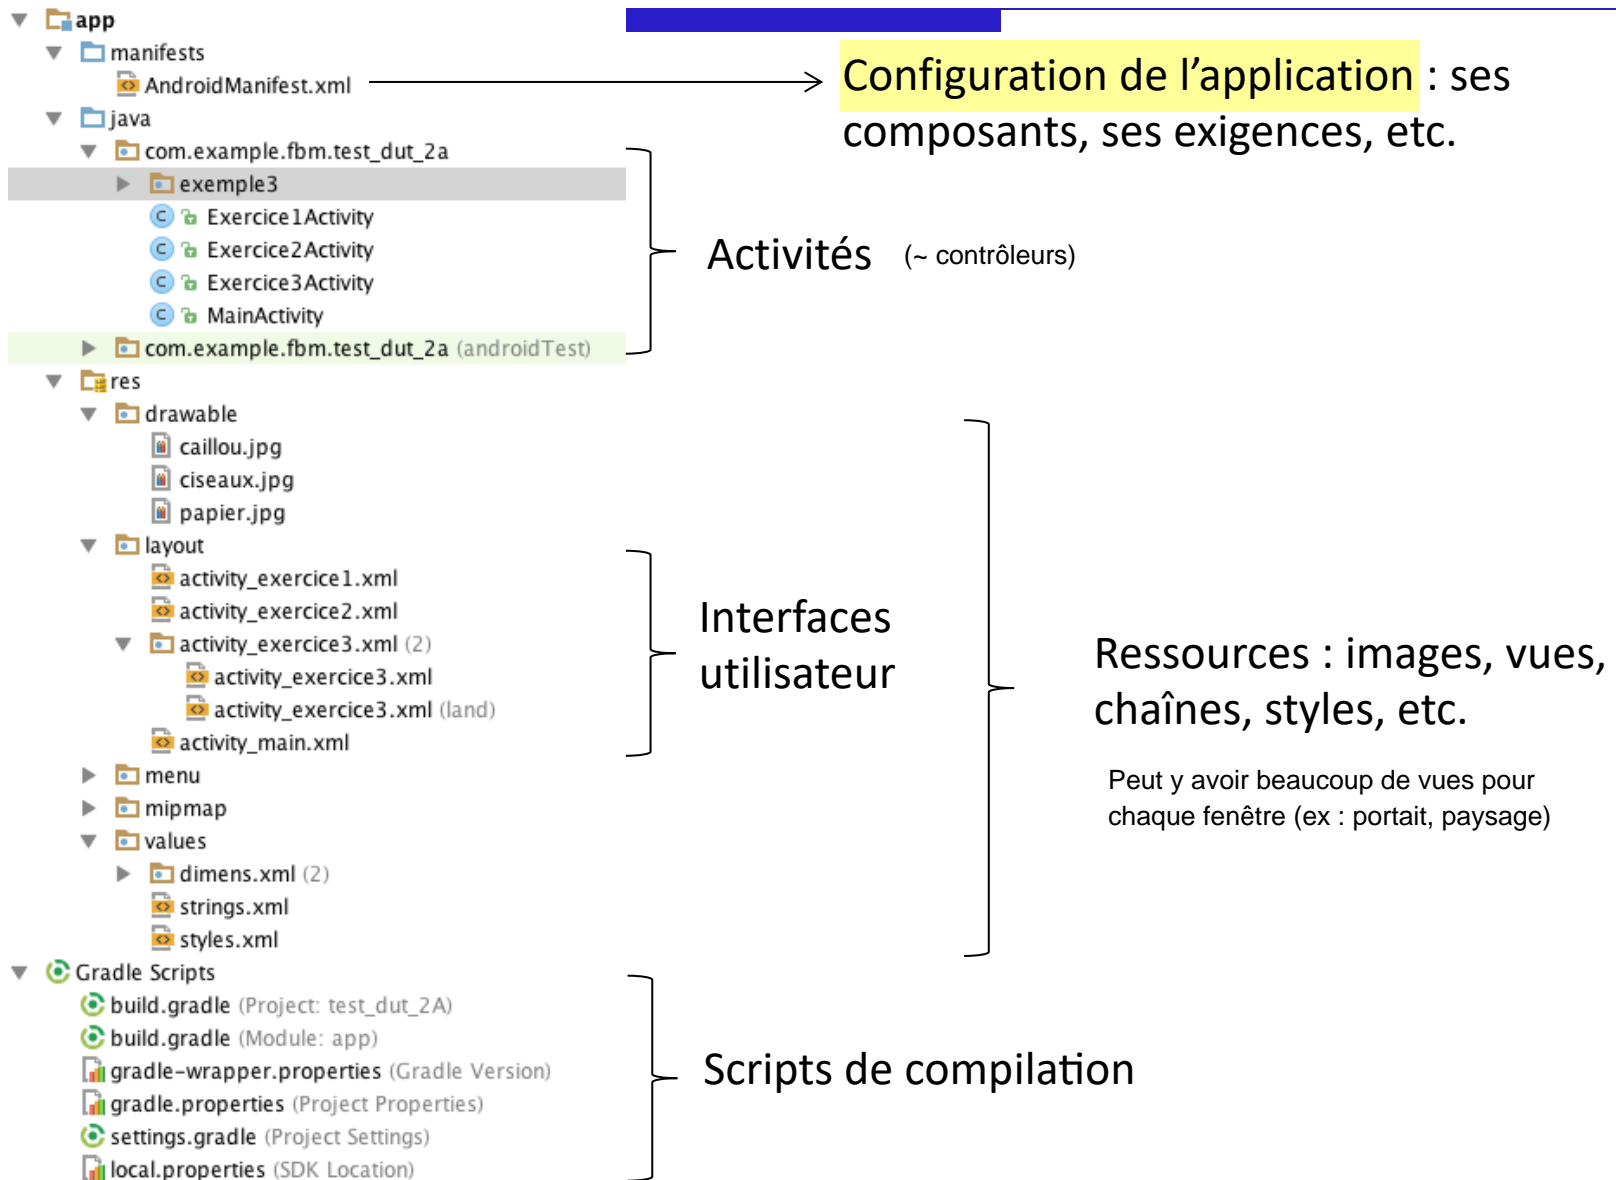 app
manifests
AndroidManifest.xml
Configuration de l'application : ses
composants, ses exigences, etc.
java
com.example.fbm.test_dut_2a
exemple3
Exercice1Activity
Exercice2Activity
Exercice3Activity
MainActivity
com.example.fbm.test_dut_2a (androidTest)
Activités (~ contrôleurs)
res
drawable
caillou.jpg
ciseaux.jpg
papier.jpg
layout
activity_exercice1.xml
activity_exercice2.xml
activity_exercice3.xml (2)
activity_exercice3.xml
activity_exercice3.xml (land)
activity_main.xml
Interfaces
utilisateur
menu
mipmap
values
dimens.xml (2)
strings.xml
styles.xml
Ressources : images, vues,
chaînes, styles, etc.
Peut y avoir beaucoup de vues pour
chaque fenêtre (ex : portait, paysage)
Gradle Scripts
build.gradle (Project: test_dut_2A)
build.gradle (Module: app)
gradle-wrapper.properties (Gradle Version)
gradle.properties (Project Properties)
settings.gradle (Project Settings)
local.properties (SDK Location)
Scripts de compilation